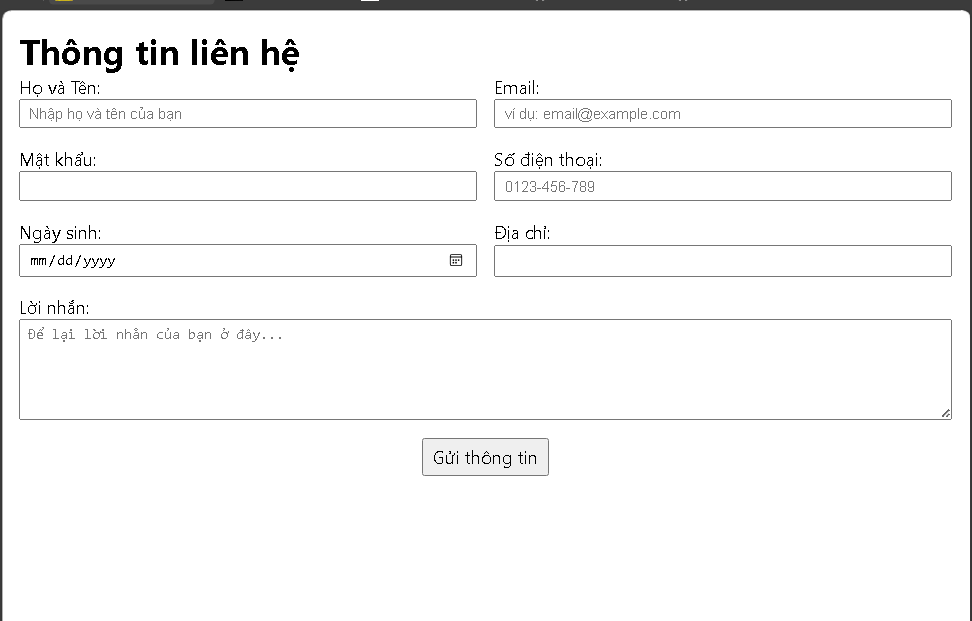 Thông tin liên hệ
Họ và Tên:
Nhập họ và tên của bạn
Email:
ví dụ: email@example.com
Mật khẩu:
Số điện thoại:
0123-456-789
Ngày sinh:
mm/dd/yyyy
Địa chỉ:
Lời nhắn:
Để lại lời nhắn của bạn ở đây...
Gửi thông tin